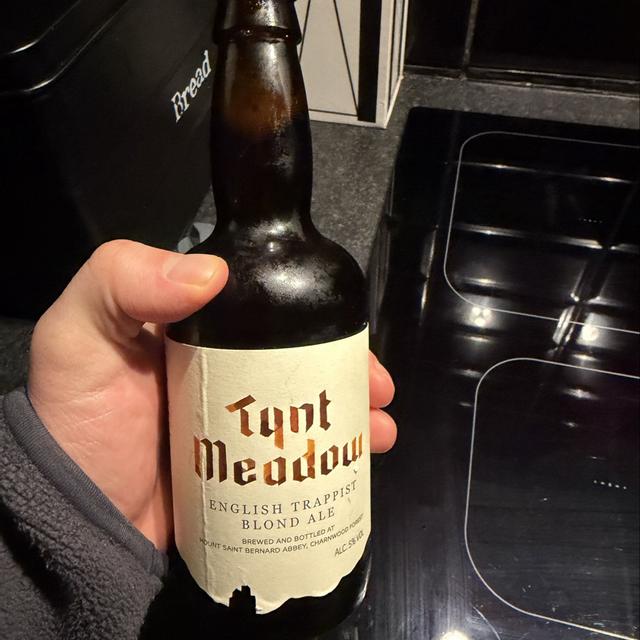 Bread
Tynt
Meadow
ENGLISH TRAPPIST
BLOND ALE
BREWED AND BOTTLED AT
MOUNT SAINT BERNARD ABBEY, CHARNWOOD FOREST
ALC. 5% VOL